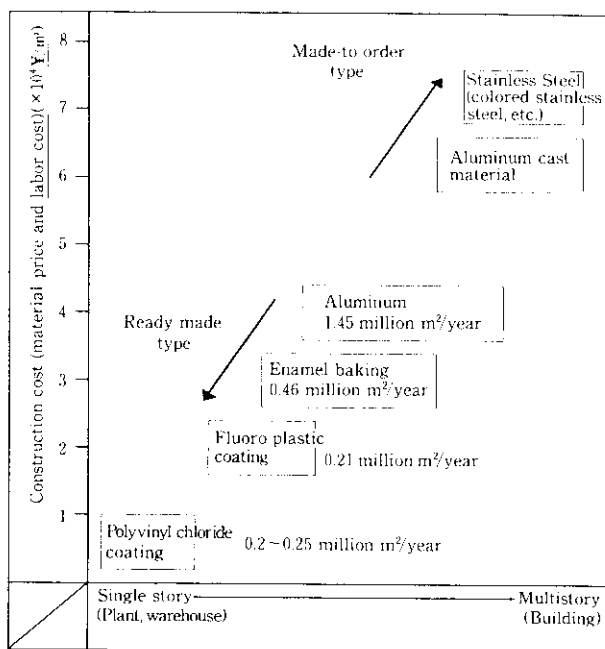 Construction cost (material price and labor cost)(×10⁴ ¥/m²)
8
7
6
5
4
3
2
1
Made-to order
type
Stainless Steel
(colored stainless
steel, etc.)
Aluminum cast
material
Ready made
type
Aluminum
1.45 million m²/year
Enamel baking
0.46 million m²/year
Fluoro plastic
coating
0.21 million m²/year
Polyvinyl chloride
coating
0.2~0.25 million m²/year
Single story
(Plant, warehouse)
Multistory
(Building)